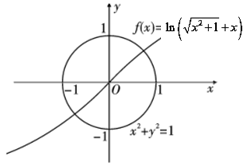 y
1
f(x)=ln(√x²+1+x)
-1
O
1
x
-1
x²+y²=1